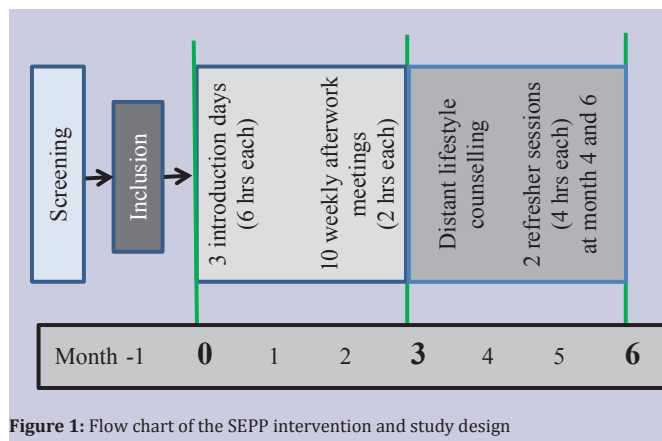 Screening
Inclusion
3 introduction days
(6 hrs each)
10 weekly afterwork
meetings
(2 hrs each)
Distant lifestyle
counselling
2 refresher sessions
(4 hrs each)
at month 4 and 6
Month -1 0 1 2 3 4 5 6
Figure 1: Flow chart of the SEPP intervention and study design